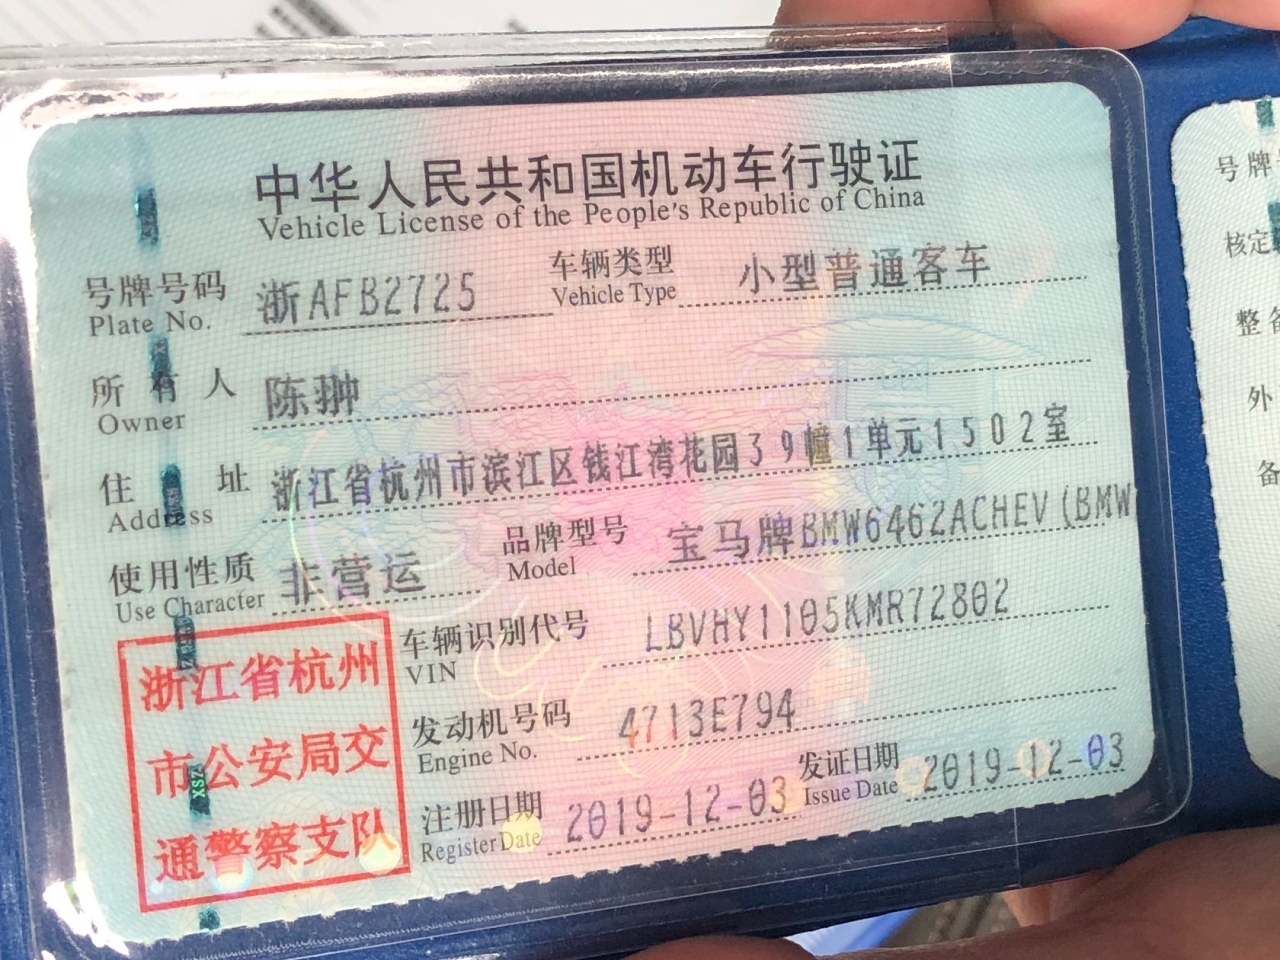 中华人民共和国机动车行驶证
Vehicle License of the People's Republic of China
号牌号码 浙AFB2725 车辆类型 小型普通客车
Plate No. Vehicle Type
所有人 陈翀
Owner
住址 浙江省杭州市滨江区钱江湾花园39幢1单元1502室
Address
使用性质 非营运 品牌型号 宝马牌BMW6462ACHEV(BMW
Use Character Model
车辆识别代号 LBVHY1105KMR72802
VIN
发动机号码 4713E794
Engine No.
注册日期 2019-12-03 发证日期 2019-12-03
Register Date Issue Date
浙江省杭州
市公安局交
通警察支队
XSZ
号牌
核定
整备
外
备